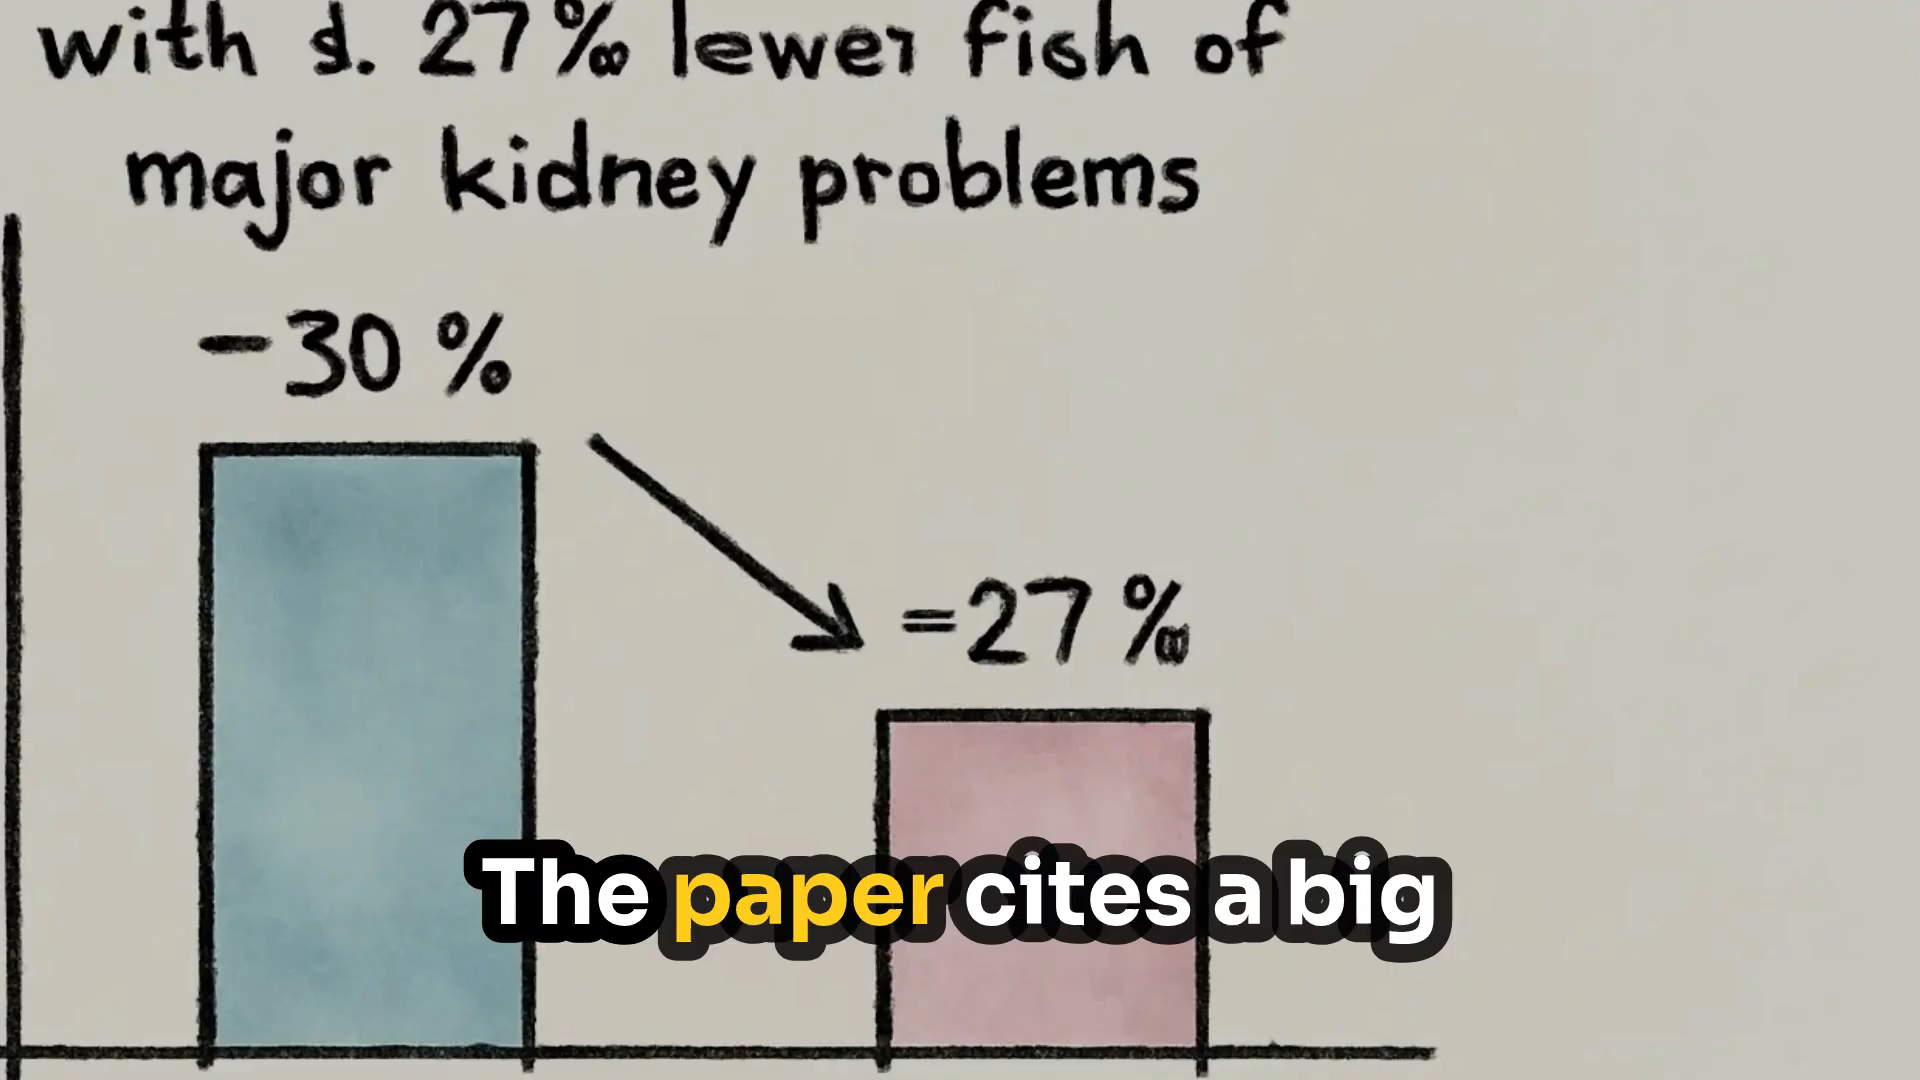 with s. 27‰ lewer fish of
major kidney problems
-30 %
=27 ‰
The paper cites a big